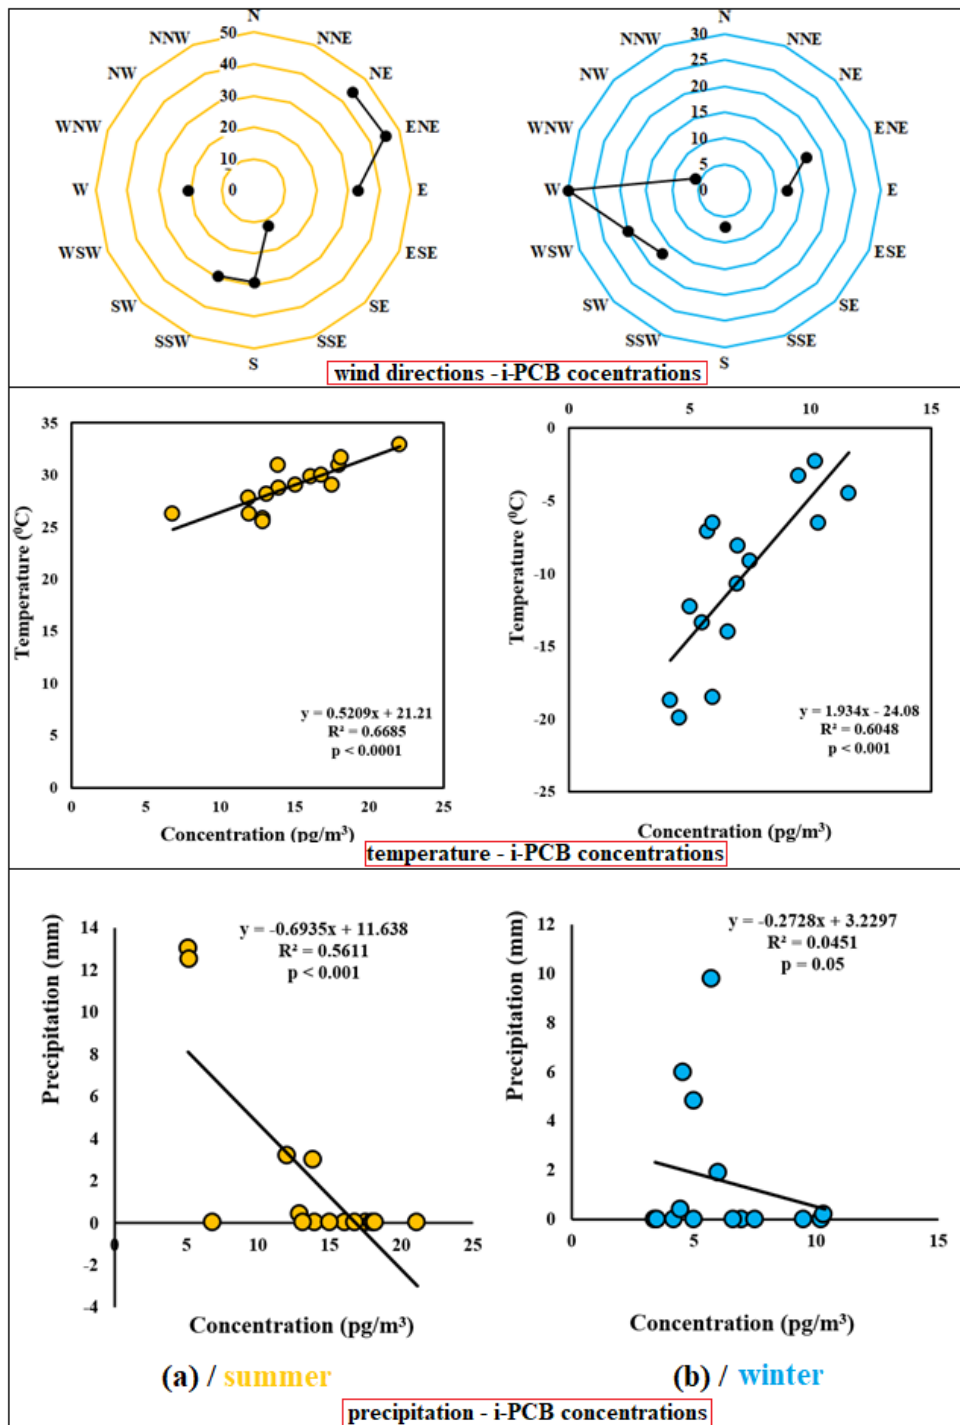 N
NNE
NE
ENE
E
ESE
SE
SSE
S
SSW
SW
WSW
W
WNW
NW
NNW
50
40
30
20
10
0
N
NNE
NE
ENE
E
ESE
SE
SSE
S
SSW
SW
WSW
W
WNW
NW
NNW
30
25
20
15
10
5
0
wind directions - i-PCB cocentrations
Temperature (⁰C)
35
30
25
20
15
10
5
0
0 5 10 15 20 25
y = 0.5209x + 21.21
R² = 0.6685
p < 0.0001
Concentration (pg/m³)
0 5 10 15
Temperature (⁰C)
0
-5
-10
-15
-20
-25
y = 1.934x - 24.08
R² = 0.6048
p < 0.001
Concentration (pg/m³)
temperature - i-PCB concentrations
Precipitation (mm)
14
12
10
8
6
4
2
0
-2
-4
0 5 10 15 20 25
y = -0.6935x + 11.638
R² = 0.5611
p < 0.001
Concentration (pg/m³)
(a) / summer
Precipitation (mm)
12
10
8
6
4
2
0
0 5 10 15
y = -0.2728x + 3.2297
R² = 0.0451
p = 0.05
Concentration (pg/m³)
(b) / winter
precipitation - i-PCB concentrations